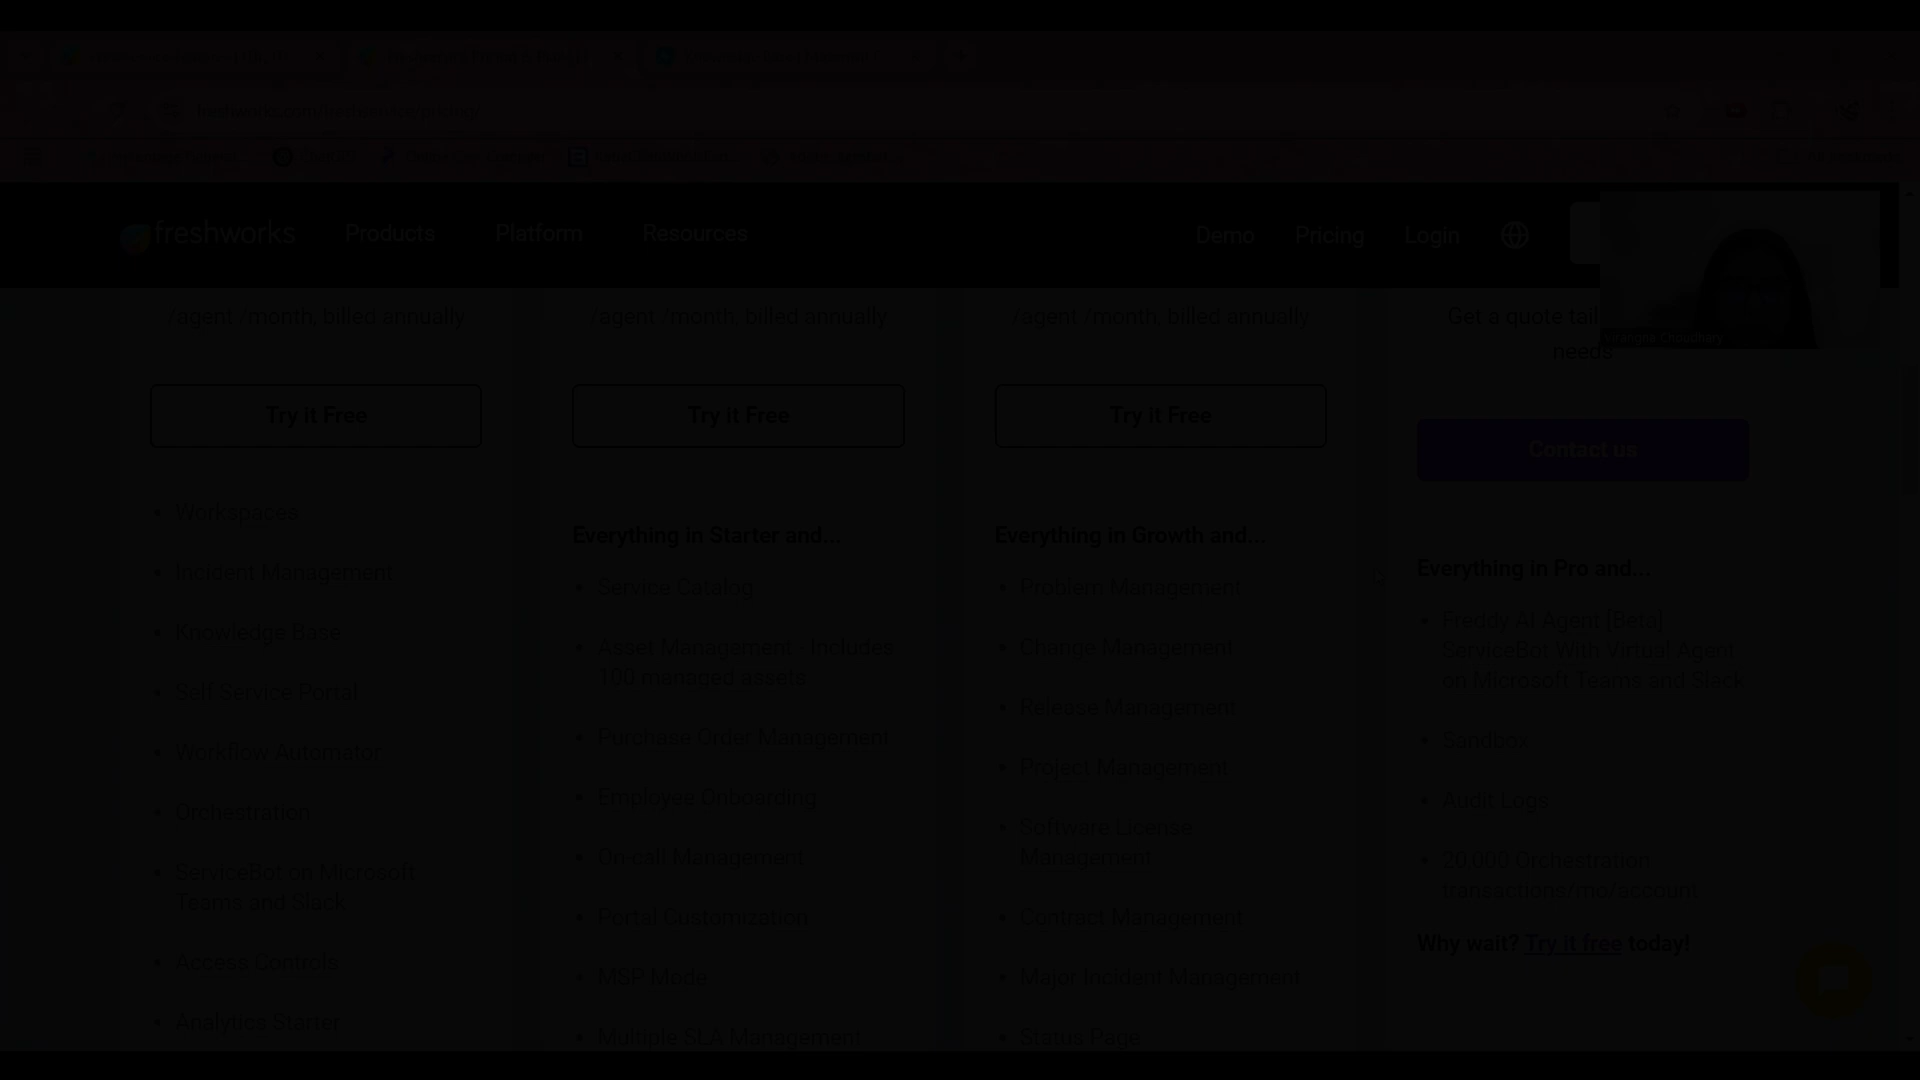 freshworks.com/freshservice/pricing/
freshworks
Products
Platform
Resources
Demo
Pricing
Login
/agent /month, billed annually
Try it Free
• Workspaces
• Incident Management
• Knowledge Base
• Self Service Portal
• Workflow Automator
• Orchestration
• ServiceBot on Microsoft
Teams and Slack
• Access Controls
• Analytics Starter
/agent /month, billed annually
Try it Free
Everything in Starter and...
• Service Catalog
• Asset Management - Includes
100 managed assets
• Purchase Order Management
• Employee Onboarding
• On-call Management
• Portal Customization
• MSP Mode
• Multiple SLA Management
/agent /month, billed annually
Try it Free
Everything in Growth and...
• Problem Management
• Change Management
• Release Management
• Project Management
• Software License
Management
• Contract Management
• Major Incident Management
• Status Page
Get a quote tail
needs
Contact us
Everything in Pro and...
• Freddy AI Agent [Beta]
ServiceBot With Virtual Agent
on Microsoft Teams and Slack
• Sandbox
• Audit Logs
• 20,000 Orchestration
transactions/mo/account
Why wait? Try it free today!
Choudhary